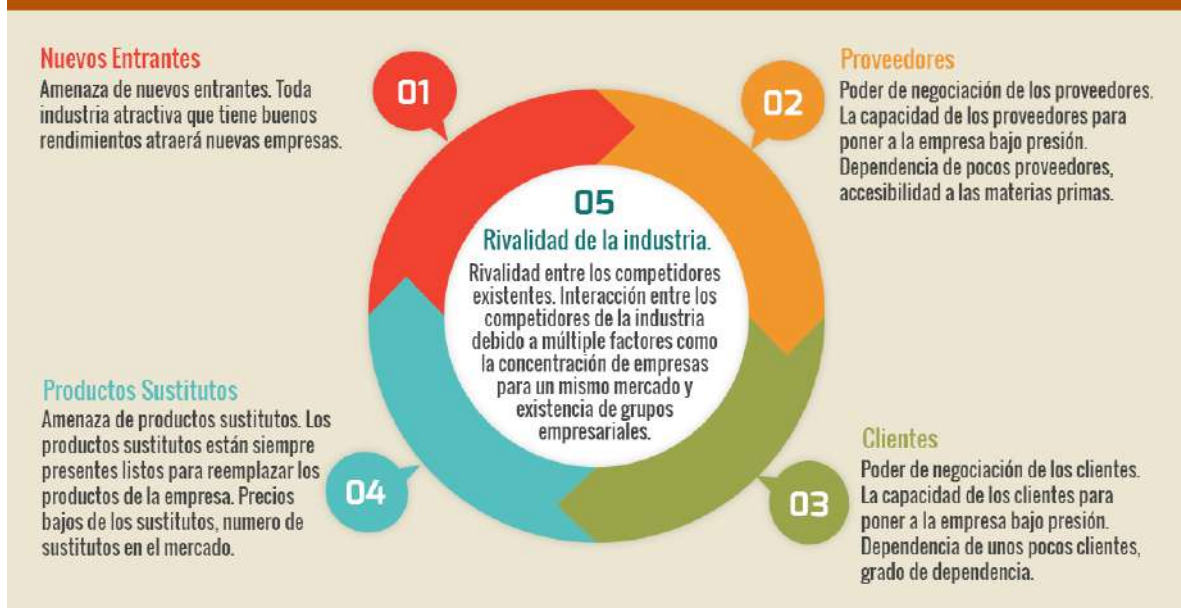 Nuevos Entrantes
Amenaza de nuevos entrantes. Toda
industria atractiva que tiene buenos
rendimientos atraerá nuevas empresas.
01
02
Proveedores
Poder de negociación de los proveedores.
La capacidad de los proveedores para
poner a la empresa bajo presión.
Dependencia de pocos proveedores,
accesibilidad a las materias primas.
05
Rivalidad de la industria.
Rivalidad entre los competidores
existentes. Interacción entre los
competidores de la industria
debido a múltiple factores como
la concentración de empresas
para un mismo mercado y
existencia de grupos
empresariales.
Productos Sustitutos
Amenaza de productos sustitutos. Los
productos sustitutos están siempre
presentes listos para reemplazar los
productos de la empresa. Precios
bajos de los sustitutos, numero de
sustitutos en el mercado.
04
03
Clientes
Poder de negociación de los clientes.
La capacidad de los clientes para
poner a la empresa bajo presión.
Dependencia de unos pocos clientes,
grado de dependencia.